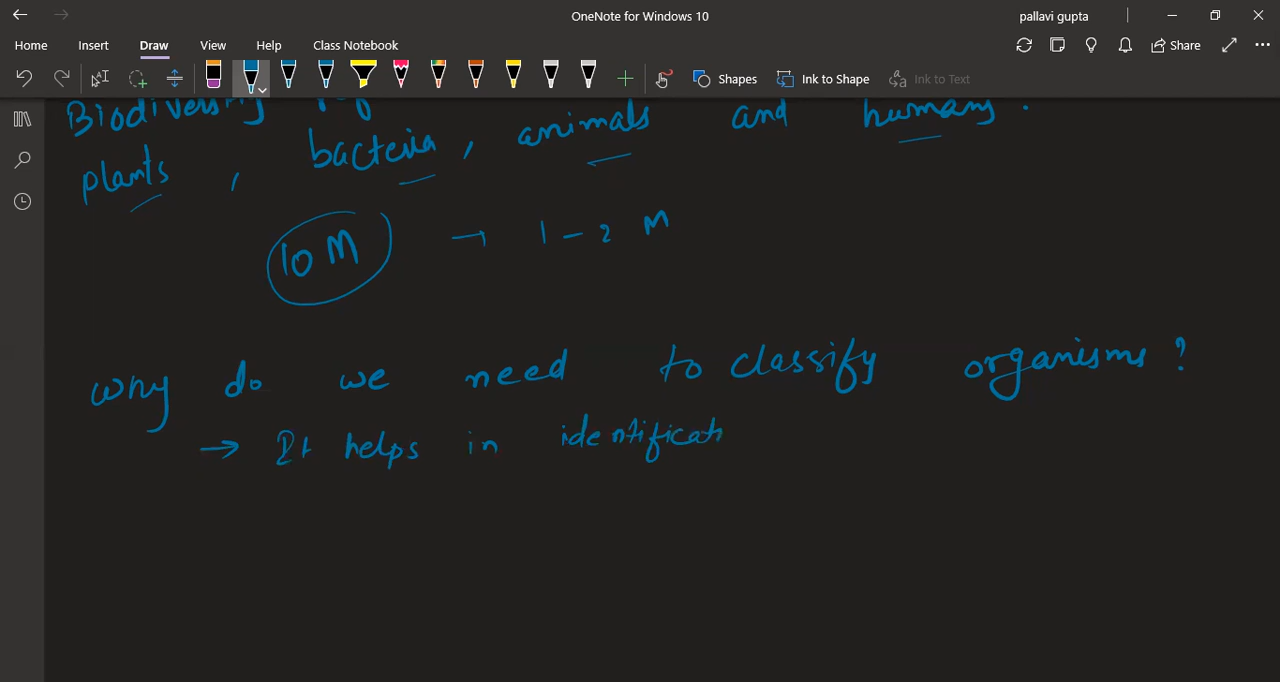 OneNote for Windows 10
pallavi gupta
Home Insert Draw View Help Class Notebook
Share
Shapes Ink to Shape Ink to Text
Biodiversity
plants, bacteria, animals and humans.
10 M → 1 - 2 M
Why do we need to classify organisms?
→ It helps in identificati